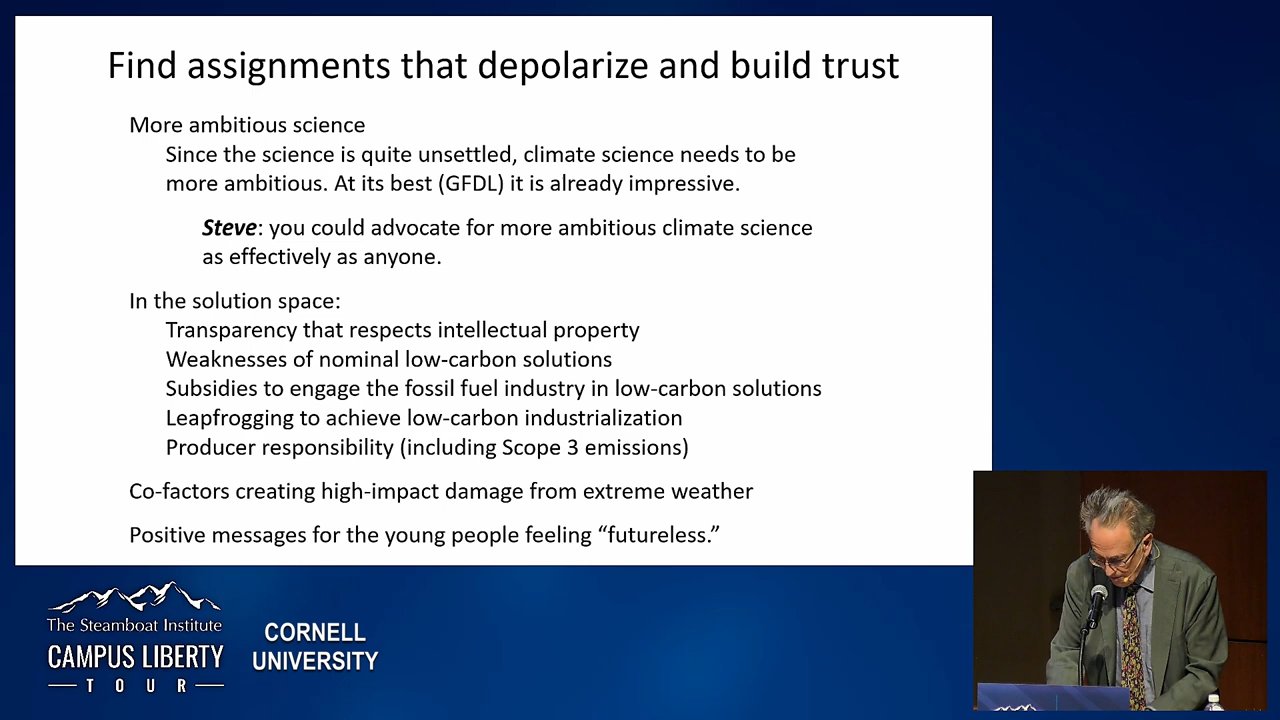 Find assignments that depolarize and build trust
More ambitious science
Since the science is quite unsettled, climate science needs to be
more ambitious. At its best (GFDL) it is already impressive.
Steve: you could advocate for more ambitious climate science
as effectively as anyone.
In the solution space:
Transparency that respects intellectual property
Weaknesses of nominal low-carbon solutions
Subsidies to engage the fossil fuel industry in low-carbon solutions
Leapfrogging to achieve low-carbon industrialization
Producer responsibility (including Scope 3 emissions)
Co-factors creating high-impact damage from extreme weather
Positive messages for the young people feeling “futureless.”
The Steamboat Institute
CAMPUS LIBERTY
TOUR
CORNELL
UNIVERSITY